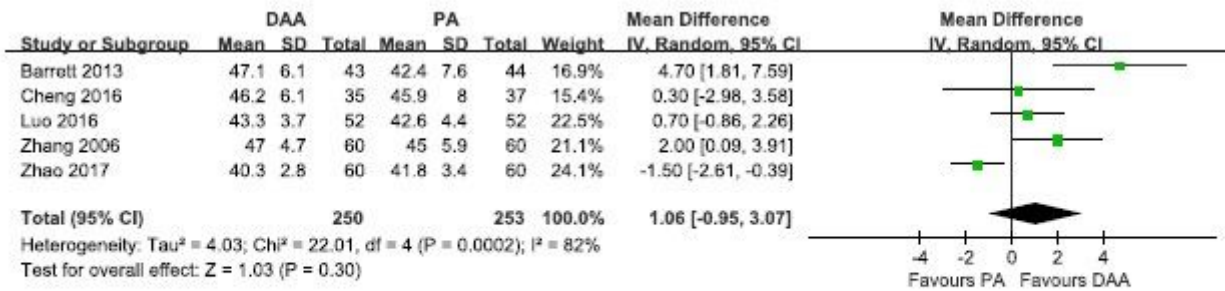 DAA PA Mean Difference Mean Difference
Study or Subgroup Mean SD Total Mean SD Total Weight IV, Random, 95% CI IV, Random, 95% CI
Barrett 2013 47.1 6.1 43 42.4 7.6 44 16.9% 4.70 [1.81, 7.59]
Cheng 2016 46.2 6.1 35 45.9 8 37 15.4% 0.30 [-2.98, 3.58]
Luo 2016 43.3 3.7 52 42.6 4.4 52 22.5% 0.70 [-0.86, 2.26]
Zhang 2006 47 4.7 60 45 5.9 60 21.1% 2.00 [0.09, 3.91]
Zhao 2017 40.3 2.8 60 41.8 3.4 60 24.1% -1.50 [-2.61, -0.39]
Total (95% CI) 250 253 100.0% 1.06 [-0.95, 3.07]
Heterogeneity: Tau² = 4.03; Chi² = 22.01, df = 4 (P = 0.0002); I² = 82%
Test for overall effect: Z = 1.03 (P = 0.30)
-4 -2 0 2 4
Favours PA Favours DAA